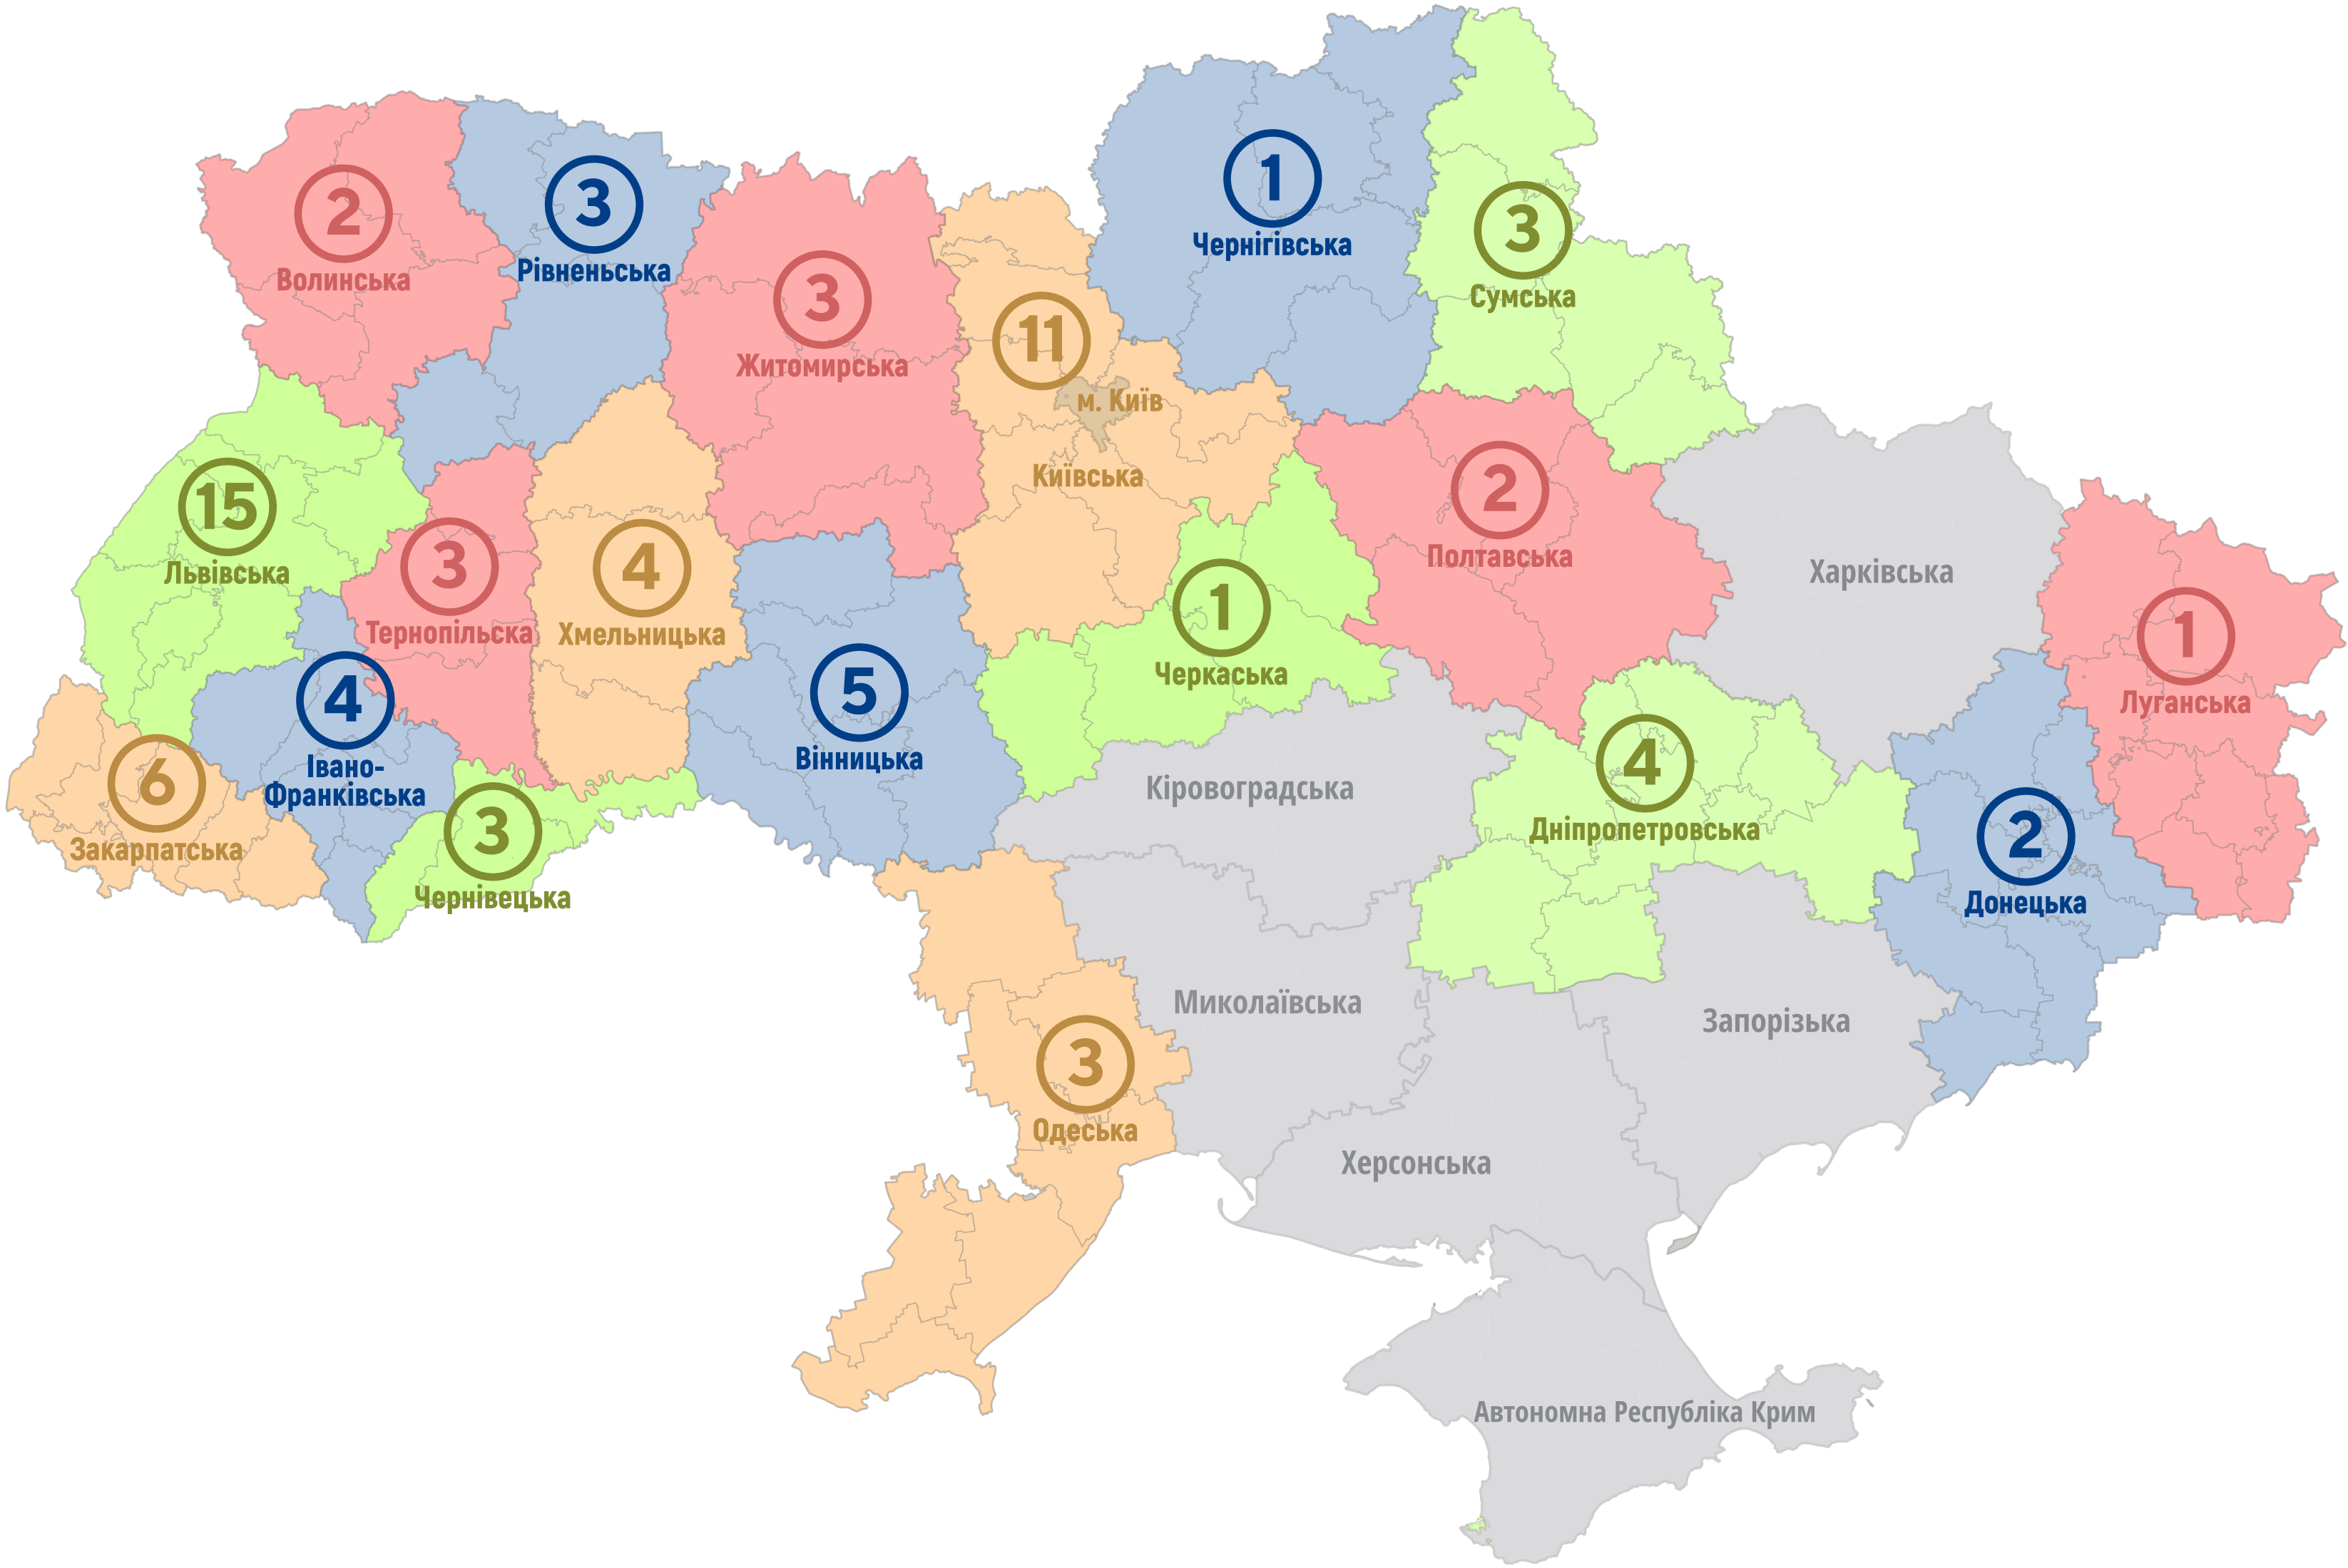 1
Чернігівська
2
Волинська
3
Рівненьська
3
Сумська
3
Житомирська
11
м. Київ
Київська
15
Львівська
2
Полтавська
3
Тернопільска
4
Хмельницька
1
Черкаська
Харківська
1
Луганська
4
Івано-
Франківська
5
Вінницька
6
Закарпатська
3
Чернівецька
Кіровоградська
4
Дніпропетровська
2
Донецька
Миколаївська
Запорізька
3
Одеська
Херсонська
Автономна Республіка Крим